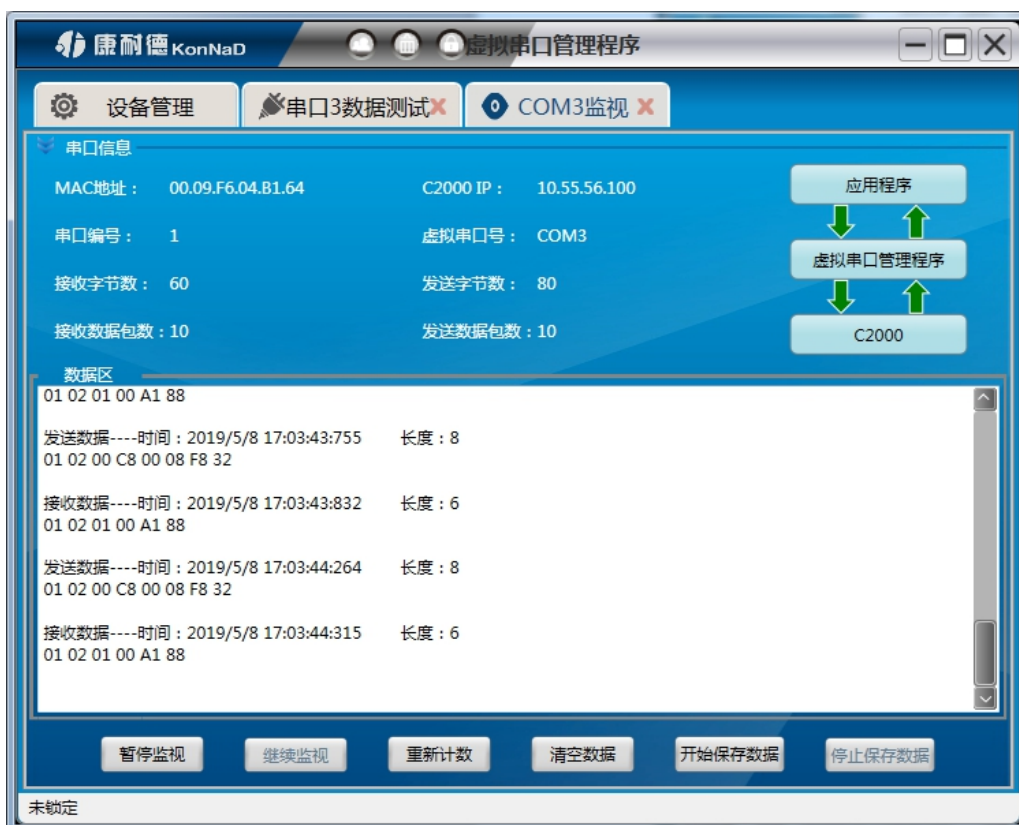 康耐德 KonNaD 虚拟串口管理程序
设备管理 串口3数据测试 COM3监视
串口信息
MAC地址： 00.09.F6.04.B1.64 C2000 IP： 10.55.56.100 应用程序
串口编号： 1 虚拟串口号： COM3
虚拟串口管理程序
接收字节数： 60 发送字节数： 80
接收数据包数：10 发送数据包数：10 C2000
数据区
01 02 01 00 A1 88
发送数据----时间：2019/5/8 17:03:43:755 长度：8
01 02 00 C8 00 08 F8 32
接收数据----时间：2019/5/8 17:03:43:832 长度：6
01 02 01 00 A1 88
发送数据----时间：2019/5/8 17:03:44:264 长度：8
01 02 00 C8 00 08 F8 32
接收数据----时间：2019/5/8 17:03:44:315 长度：6
01 02 01 00 A1 88
暂停监视 继续监视 重新计数 清空数据 开始保存数据 停止保存数据
未锁定